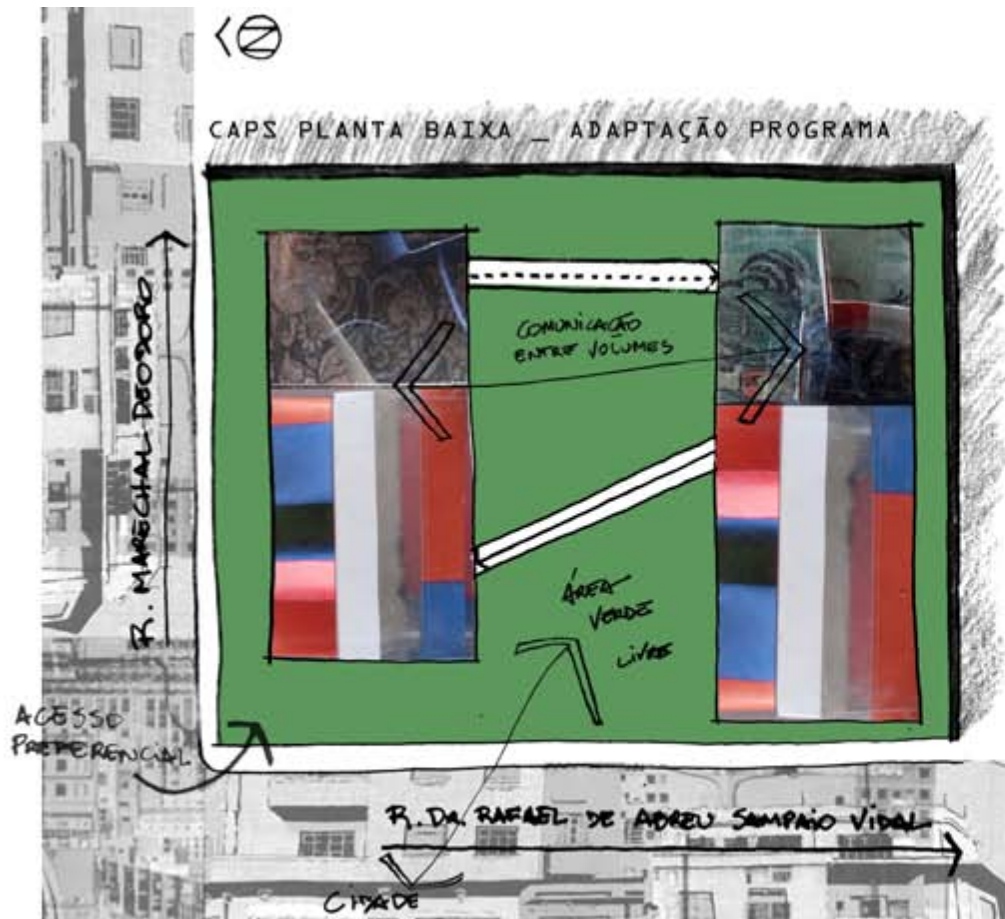 N
CAPS PLANTA BAIXA _ ADAPTAÇÃO PROGRAMA
R. MARECHAL DEODORO
COMUNICAÇÃO
ENTRE VOLUMES
ÁREA
VERDE
LIVRE
ACESSO
PREFERENCIAL
R. DR. RAFAEL DE ABREU SAMPAIO VIDAL
CIDADE